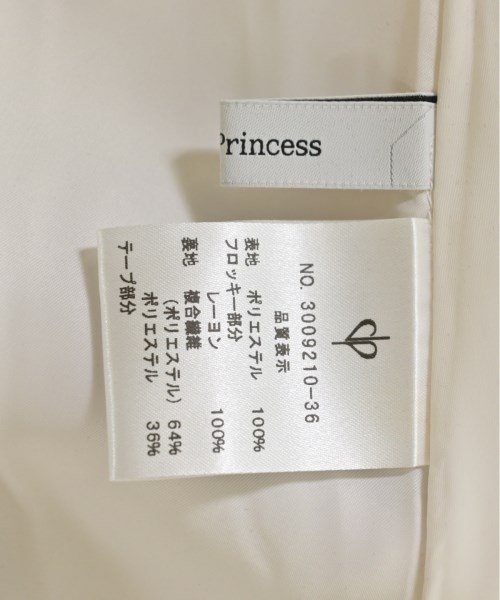 Princess
NO. 3009210-36
品質表示
表地 ポリエステル 100%
フロッキー部分
レーヨン 100%
裏地 複合繊維
(ポリエステル) 64%
ポリエステル 36%
テープ部分